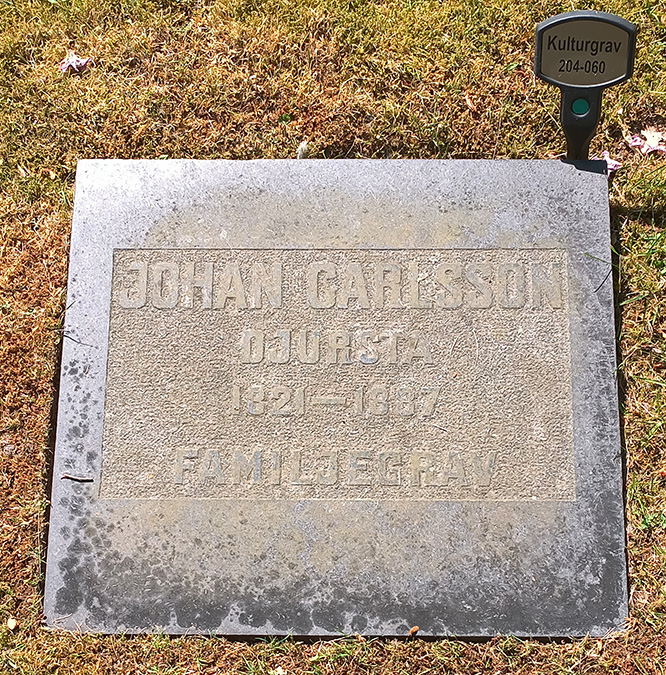 Kulturgrav
204-060
JOHAN CARLSSON
DJURSTA
1821—1887
FAMILJEGRAV